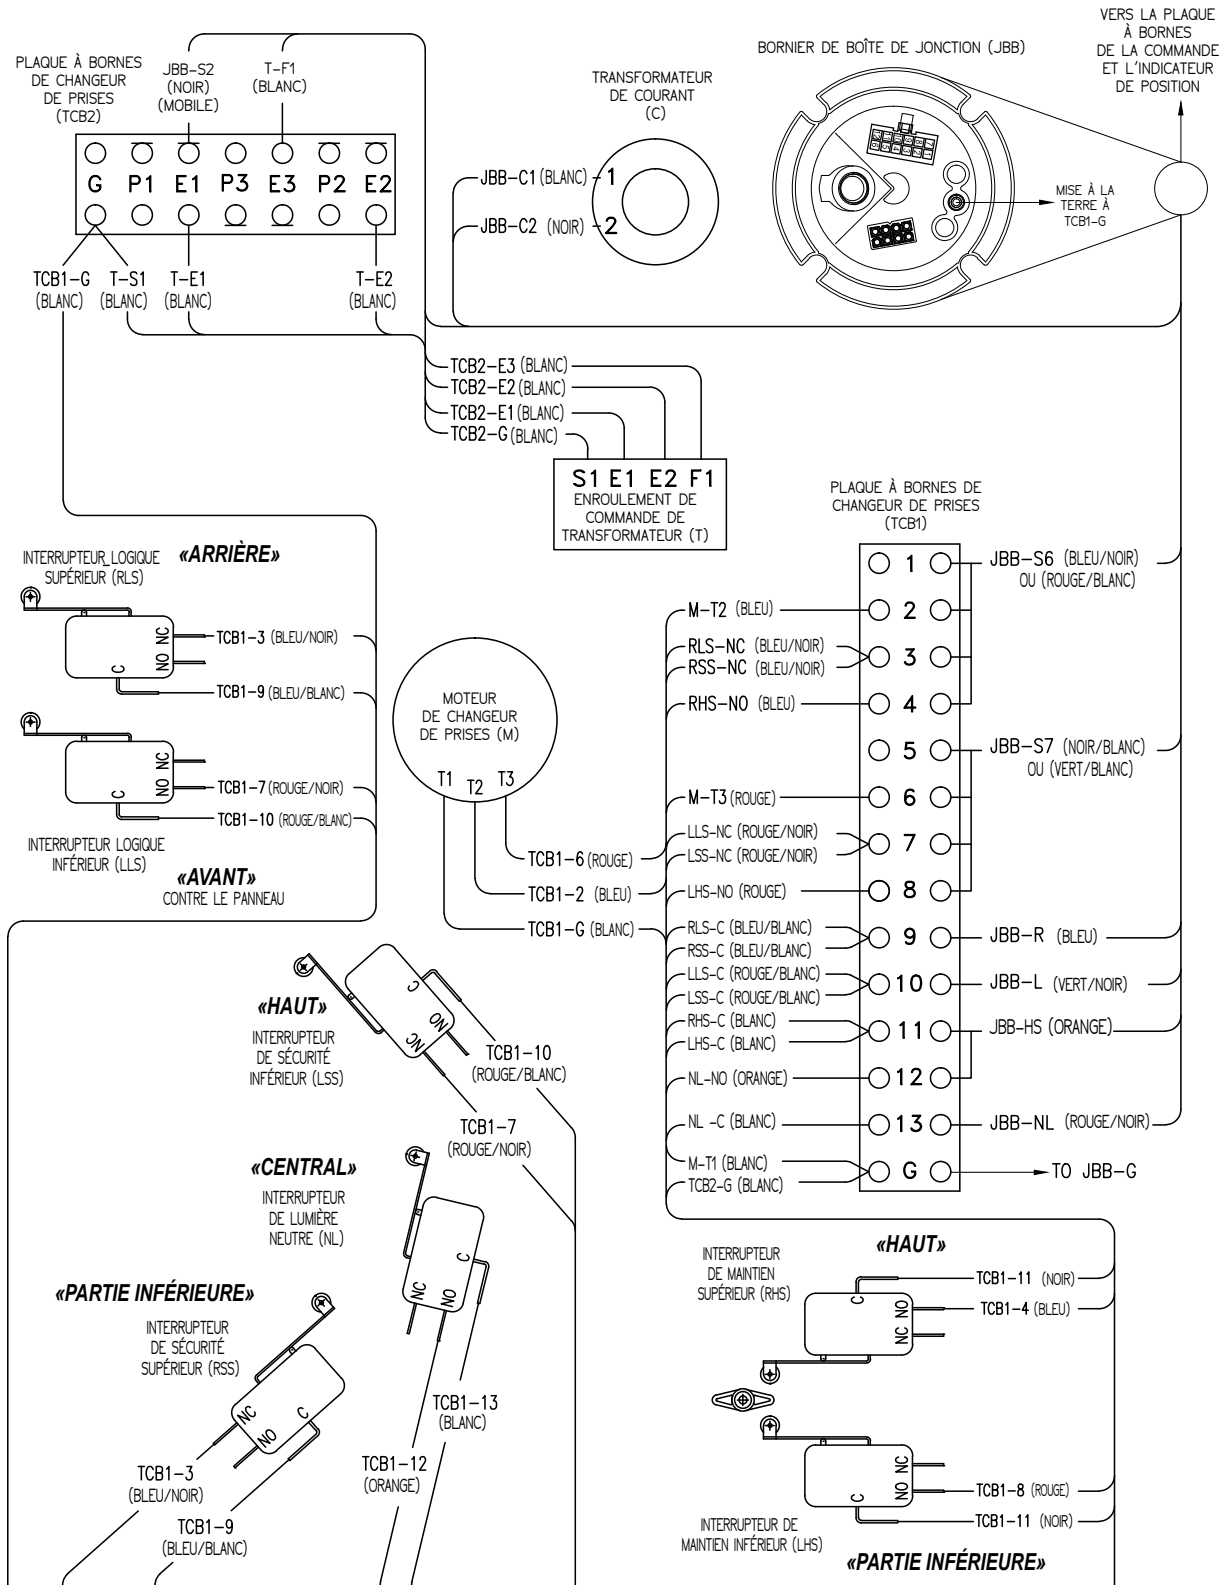 VERS LA PLAQUE
À BORNES
DE LA COMMANDE
ET L'INDICATEUR
DE POSITION
PLAQUE À BORNES
DE CHANGEUR
DE PRISES
(TCB2)
JBB-S2
(NOIR)
(MOBILE)
T-F1
(BLANC)
TRANSFORMATEUR
DE COURANT
(C)
BORNIER DE BOÎTE DE JONCTION (JBB)
G P1 E1 P3 E3 P2 E2
JBB-C1 (BLANC) 1
JBB-C2 (NOIR) 2
MISE À LA
TERRE À
TCB1-G
TCB1-G
(BLANC)
T-S1
(BLANC)
T-E1
(BLANC)
T-E2
(BLANC)
TCB2-E3 (BLANC)
TCB2-E2 (BLANC)
TCB2-E1 (BLANC)
TCB2-G (BLANC)
S1 E1 E2 F1
ENROULEMENT DE
COMMANDE DE
TRANSFORMATEUR (T)
PLAQUE À BORNES DE
CHANGEUR DE PRISES
(TCB1)
«ARRIÈRE»
INTERRUPTEUR LOGIQUE
SUPÉRIEUR (RLS)
C NO NC
TCB1-3 (BLEU/NOIR)
TCB1-9 (BLEU/BLANC)
C NO NC
TCB1-7 (ROUGE/NOIR)
TCB1-10 (ROUGE/BLANC)
INTERRUPTEUR LOGIQUE
INFÉRIEUR (LLS)
«AVANT»
CONTRE LE PANNEAU
MOTEUR
DE CHANGEUR
DE PRISES (M)
T1 T2 T3
TCB1-6 (ROUGE)
TCB1-2 (BLEU)
TCB1-G (BLANC)
1 JBB-S6 (BLEU/NOIR)
OU (ROUGE/BLANC)
M-T2 (BLEU) 2
RLS-NC (BLEU/NOIR)
RSS-NC (BLEU/NOIR)
3
RHS-NO (BLEU) 4
5 JBB-S7 (NOIR/BLANC)
OU (VERT/BLANC)
M-T3 (ROUGE) 6
LLS-NC (ROUGE/NOIR)
LSS-NC (ROUGE/NOIR)
7
LHS-NO (ROUGE) 8
RLS-C (BLEU/BLANC)
RSS-C (BLEU/BLANC)
9 JBB-R (BLEU)
LLS-C (ROUGE/BLANC)
LSS-C (ROUGE/BLANC)
10 JBB-L (VERT/NOIR)
RHS-C (BLANC)
LHS-C (BLANC)
11 JBB-HS (ORANGE)
NL-NO (ORANGE) 12
NL -C (BLANC) 13 JBB-NL (ROUGE/NOIR)
M-T1 (BLANC)
TCB2-G (BLANC)
G TO JBB-G
«HAUT»
INTERRUPTEUR
DE SÉCURITÉ
INFÉRIEUR (LSS)
C NO NC
TCB1-10
(ROUGE/BLANC)
TCB1-7
(ROUGE/NOIR)
«CENTRAL»
INTERRUPTEUR
DE LUMIÈRE
NEUTRE (NL)
C NC NO
TCB1-13
(BLANC)
TCB1-12
(ORANGE)
«PARTIE INFÉRIEURE»
INTERRUPTEUR
DE SÉCURITÉ
SUPÉRIEUR (RSS)
NC C NO
TCB1-3
(BLEU/NOIR)
TCB1-9
(BLEU/BLANC)
«HAUT»
INTERRUPTEUR
DE MAINTIEN
SUPÉRIEUR (RHS)
C NC NO
TCB1-11 (NOIR)
TCB1-4 (BLEU)
C NO NC
TCB1-8 (ROUGE)
TCB1-11 (NOIR)
INTERRUPTEUR DE
MAINTIEN INFÉRIEUR (LHS)
«PARTIE INFÉRIEURE»